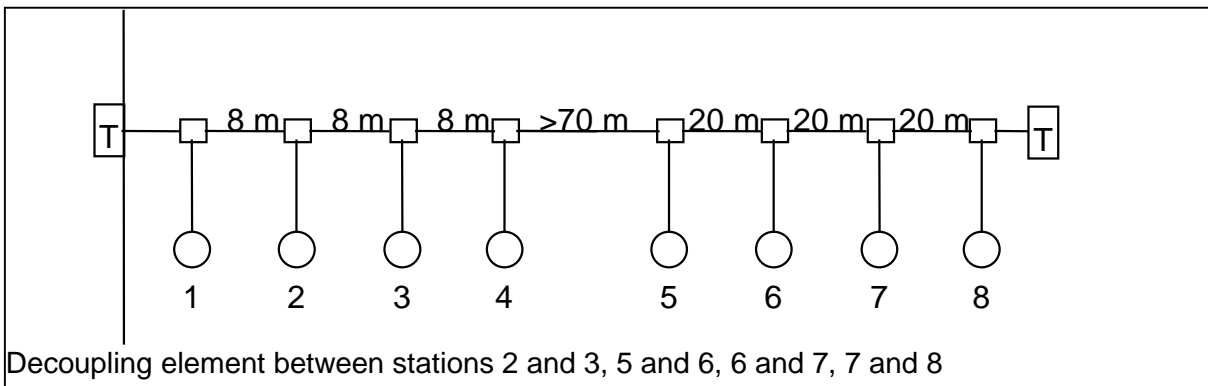 8 m 8 m 8 m >70 m 20 m 20 m 20 m
T T
1 2 3 4 5 6 7 8
Decoupling element between stations 2 and 3, 5 and 6, 6 and 7, 7 and 8